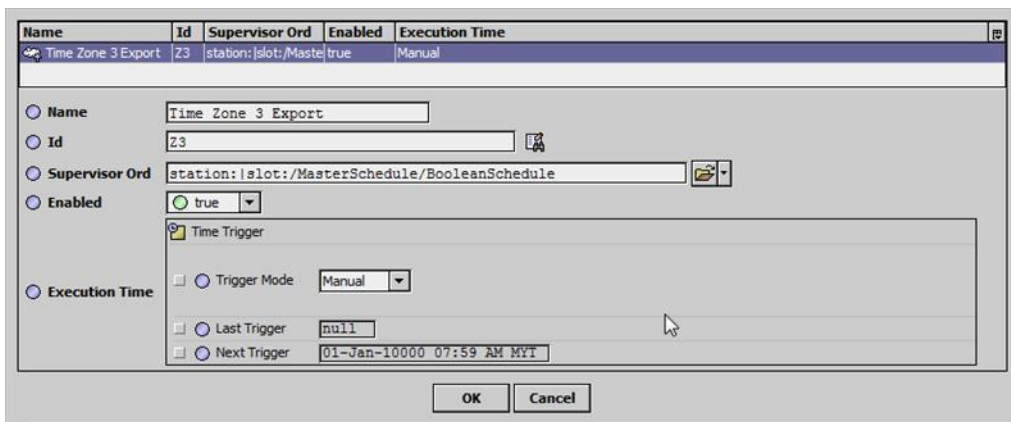 Name Id Supervisor Ord Enabled Execution Time
Time Zone 3 Export Z3 station:|slot:/Maste true Manual
Name Time Zone 3 Export
Id Z3
Supervisor Ord station:|slot:/MasterSchedule/BooleanSchedule
Enabled true
Time Trigger
Execution Time
Trigger Mode Manual
Last Trigger null
Next Trigger 01-Jan-10000 07:59 AM MYT
OK Cancel